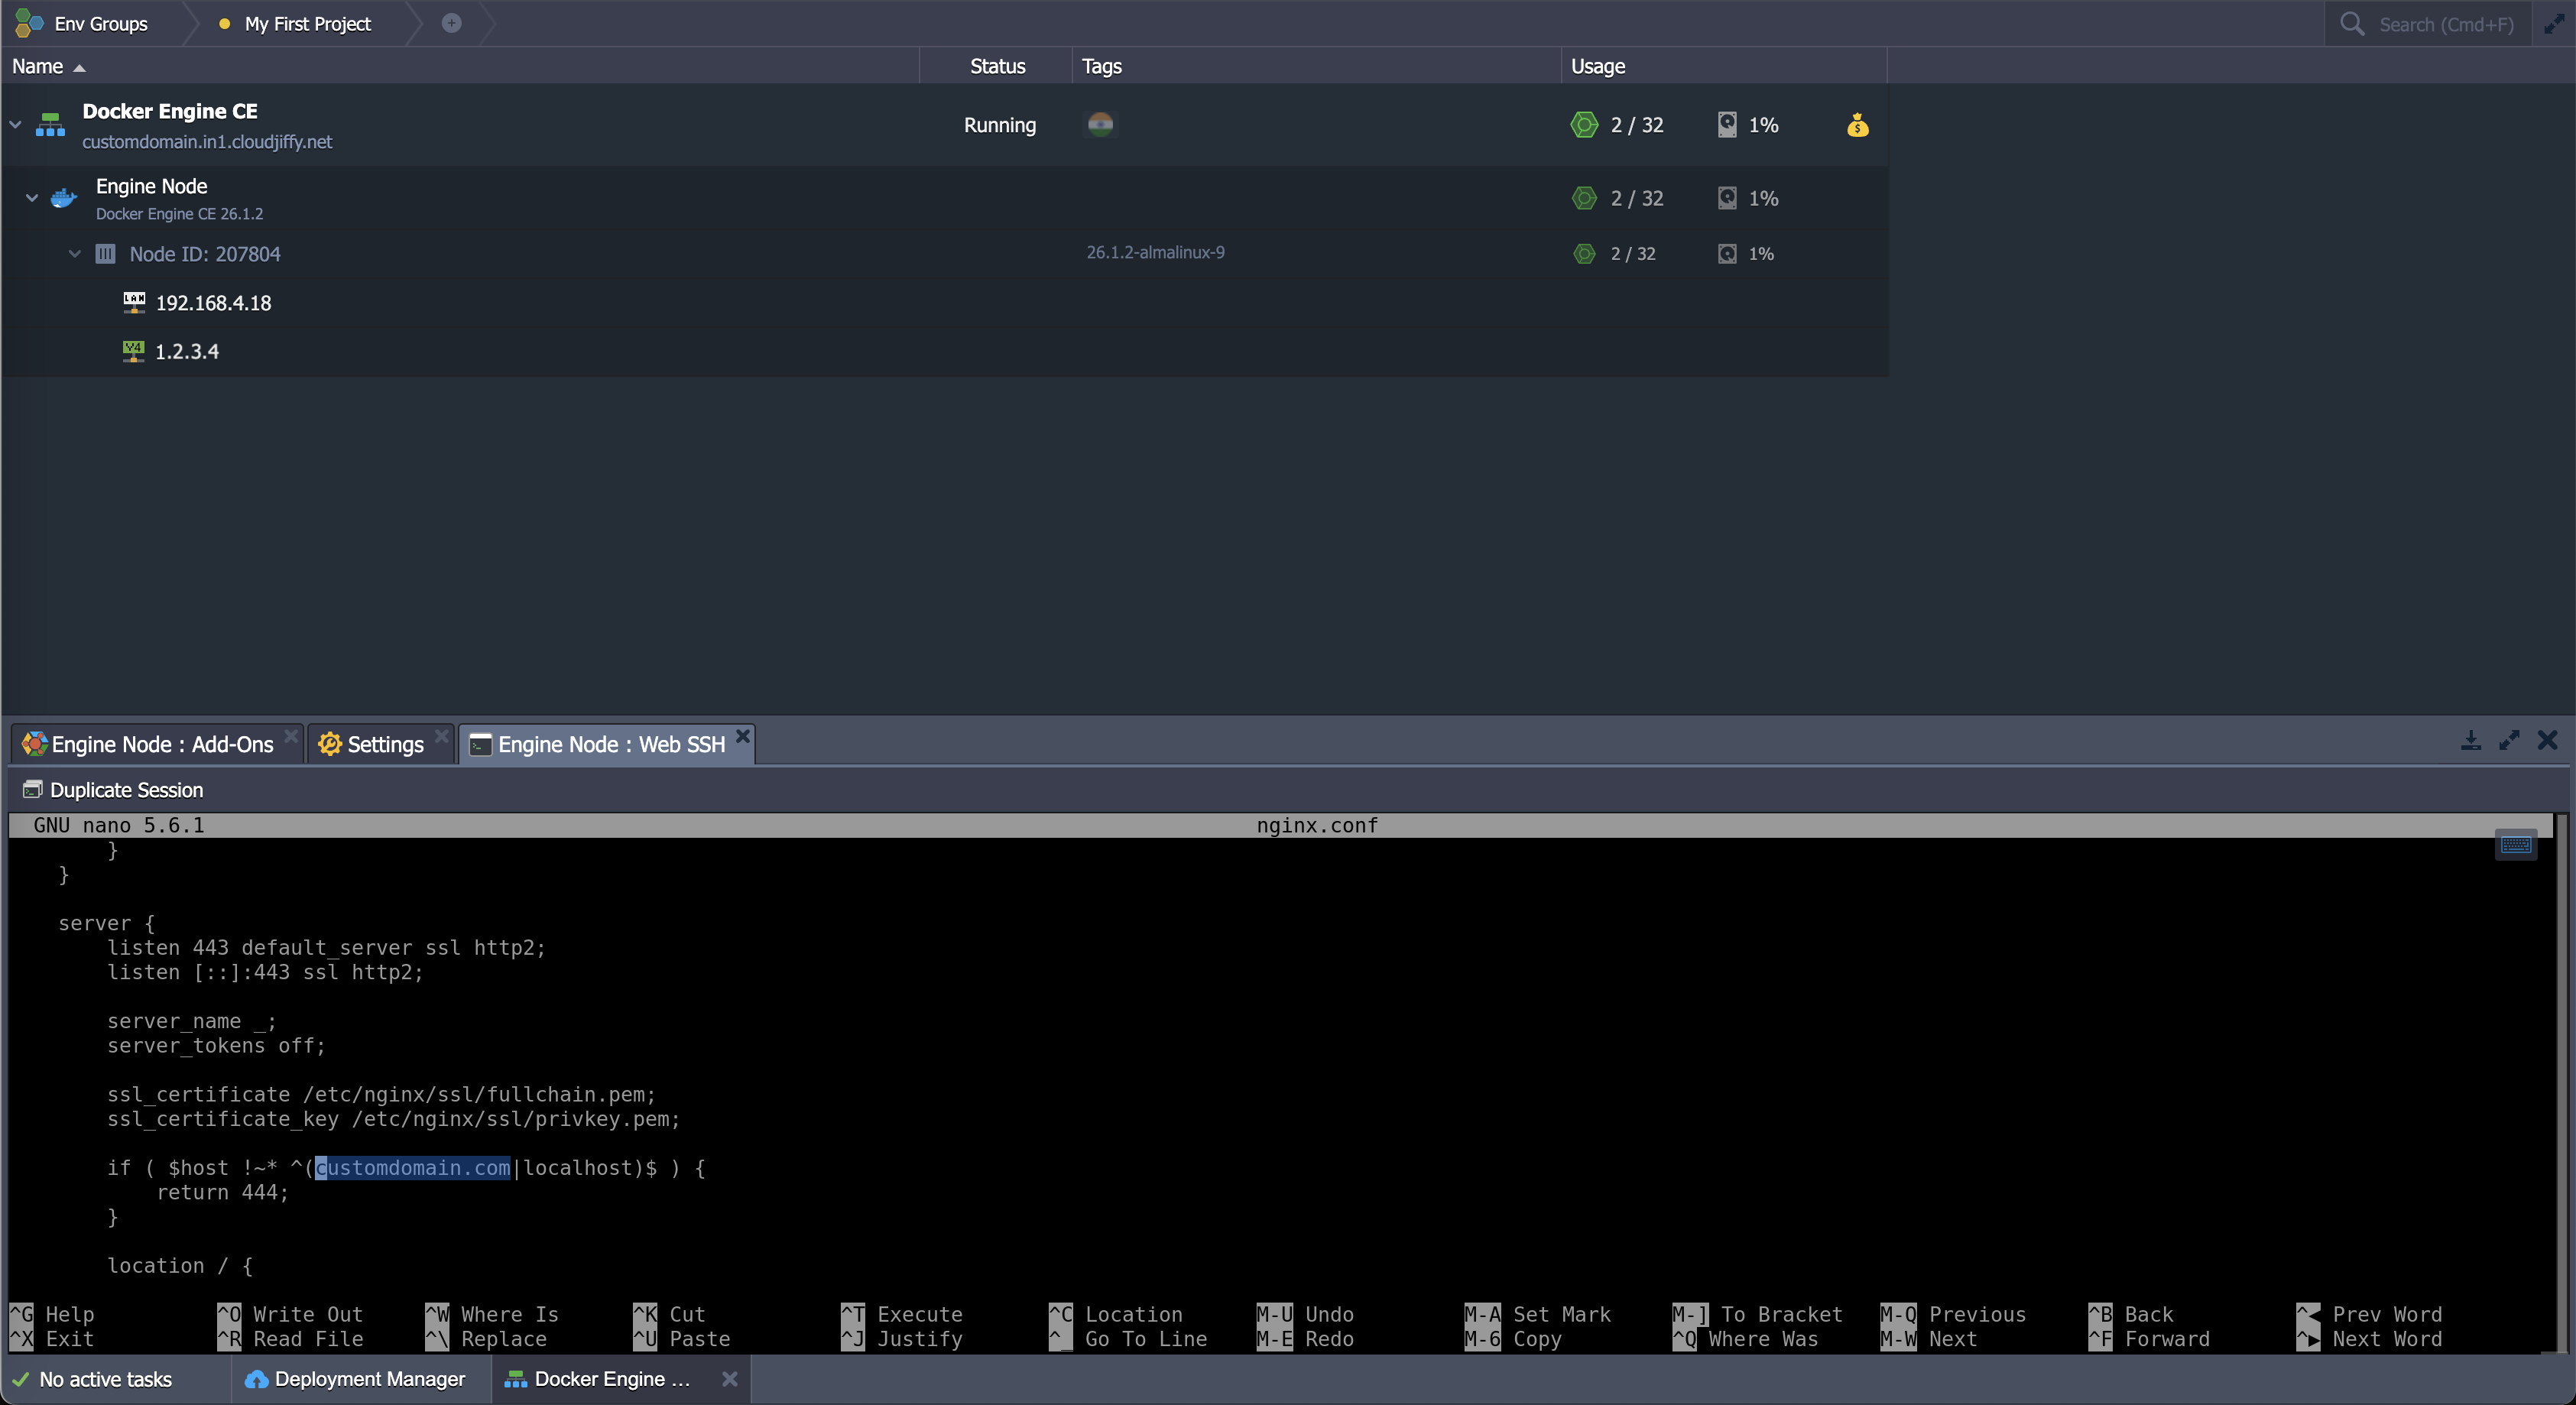 Env Groups
My First Project
Search (Cmd+F)
Name
Status
Tags
Usage
Docker Engine CE
customdomain.in1.cloudjiffy.net
Running
2 / 32
1%
Engine Node
Docker Engine CE 26.1.2
2 / 32
1%
Node ID: 207804
26.1.2-almalinux-9
2 / 32
1%
LAN
192.168.4.18
V4
1.2.3.4
Engine Node : Add-Ons
Settings
Engine Node : Web SSH
Duplicate Session
GNU nano 5.6.1
nginx.conf
}
}
server {
listen 443 default_server ssl http2;
listen [::]:443 ssl http2;
server_name _;
server_tokens off;
ssl_certificate /etc/nginx/ssl/fullchain.pem;
ssl_certificate_key /etc/nginx/ssl/privkey.pem;
if ( $host !~* ^(customdomain.com|localhost)$ ) {
return 444;
}
location / {
^G Help ^O Write Out ^W Where Is ^K Cut ^T Execute ^C Location M-U Undo M-A Set Mark M-] To Bracket M-Q Previous ^B Back ^◀ Prev Word
^X Exit ^R Read File ^\ Replace ^U Paste ^J Justify ^_ Go To Line M-E Redo M-6 Copy ^Q Where Was M-W Next ^F Forward ^▶ Next Word
No active tasks
Deployment Manager
Docker Engine ...